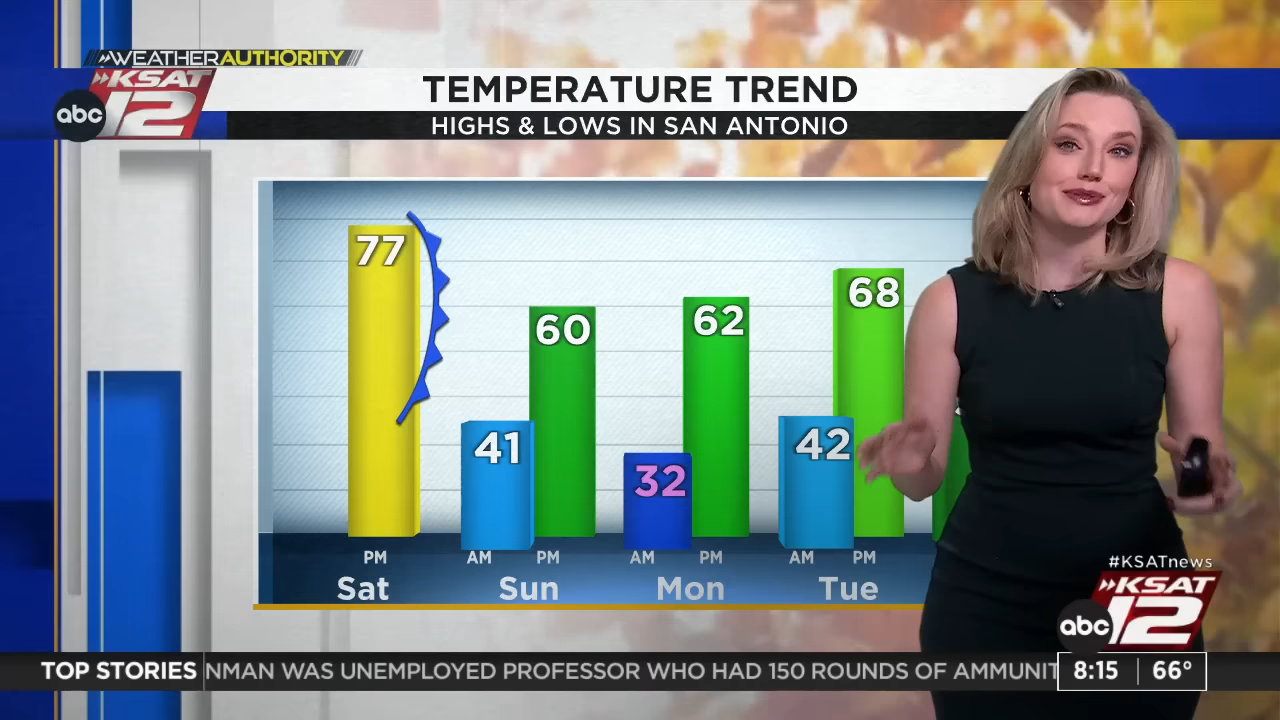 WEATHERAUTHORITY
KSAT
abc 12
TEMPERATURE TREND
HIGHS & LOWS IN SAN ANTONIO
77
60
62
68
41
32
42
PM
AM PM
AM PM
AM PM
Sat
Sun
Mon
Tue
#KSATnews
KSAT
abc 12
TOP STORIES NMAN WAS UNEMPLOYED PROFESSOR WHO HAD 150 ROUNDS OF AMMUNIT 8:15 66°